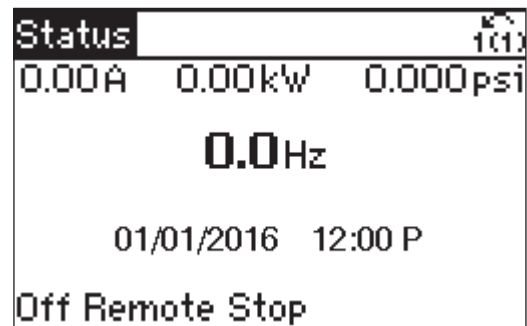 Status 1(1)
0.00A 0.00kW 0.000psi
0.0Hz
01/01/2016 12:00 P
Off Remote Stop